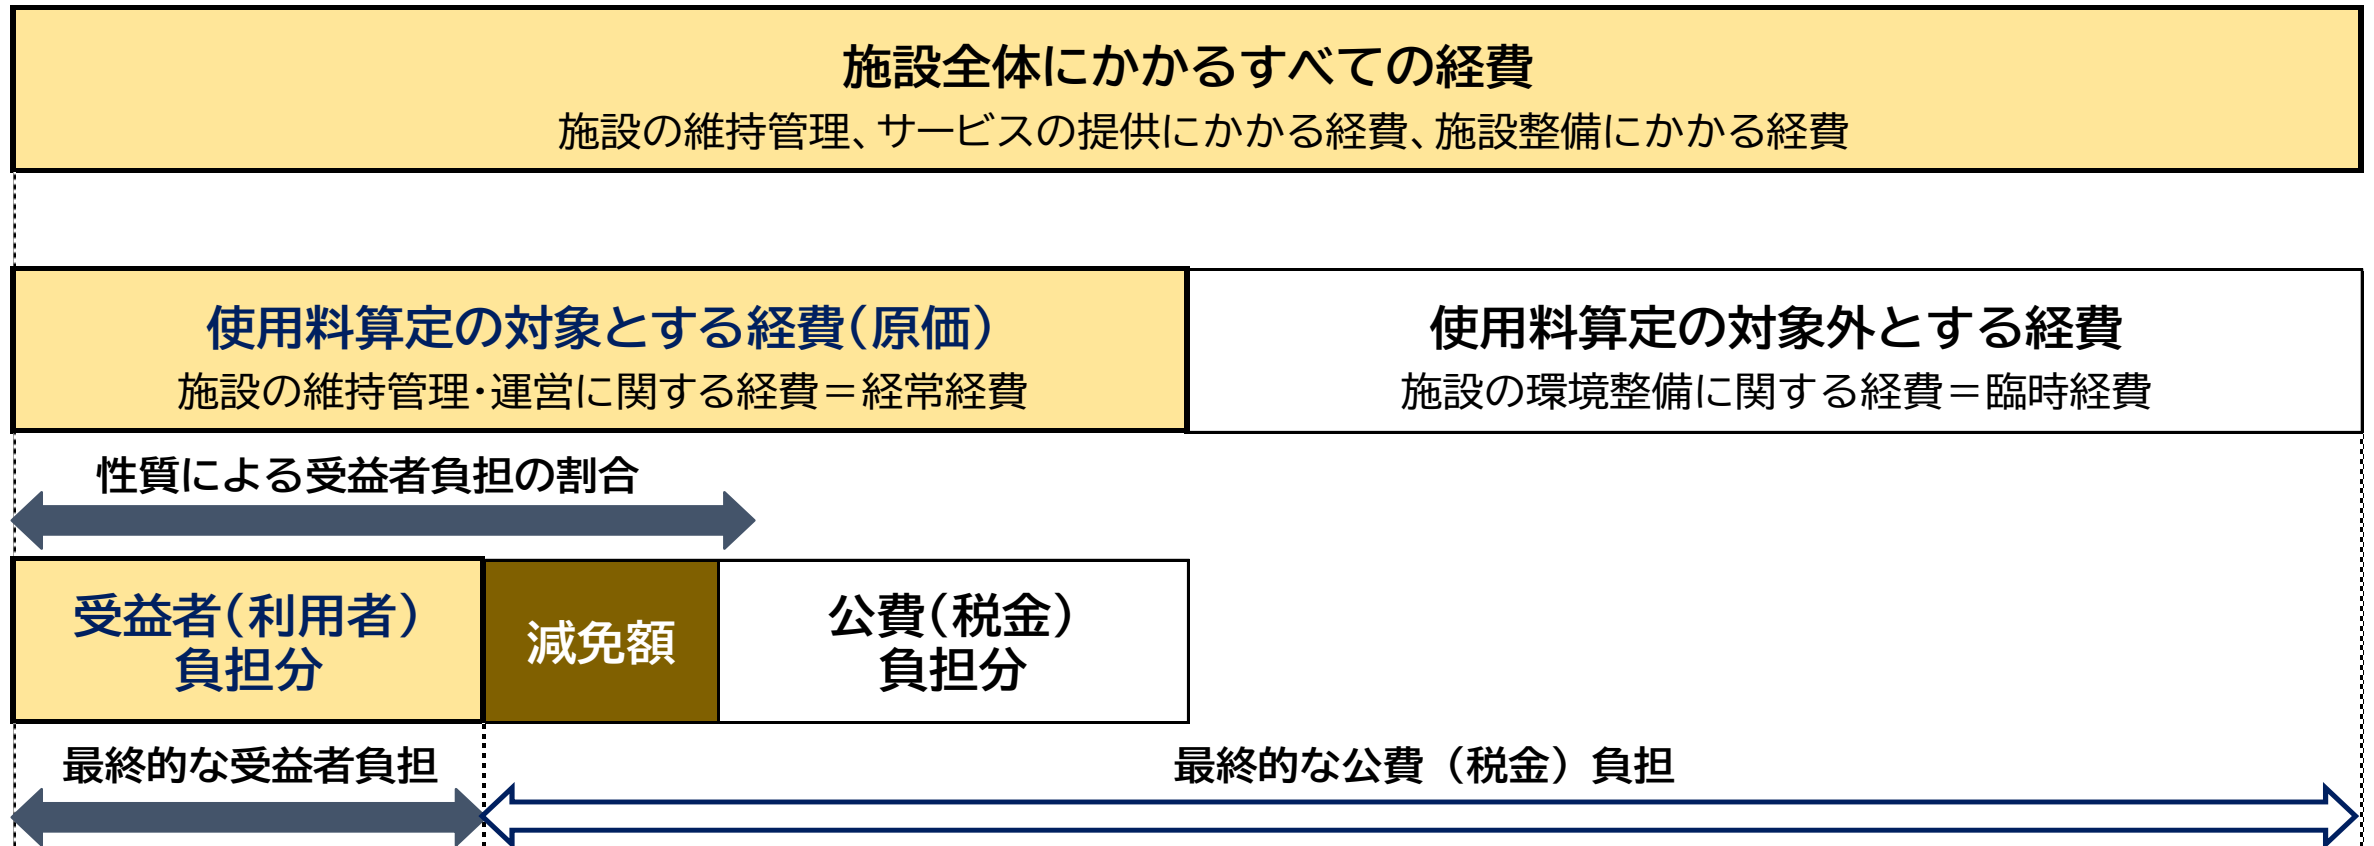 施設全体にかかるすべての経費
施設の維持管理、サービスの提供にかかる経費、施設整備にかかる経費
使用料算定の対象とする経費(原価)
施設の維持管理・運営に関する経費＝経常経費
使用料算定の対象外とする経費
施設の環境整備に関する経費＝臨時経費
性質による受益者負担の割合
受益者(利用者)
負担分
減免額
公費(税金)
負担分
最終的な受益者負担
最終的な公費（税金）負担